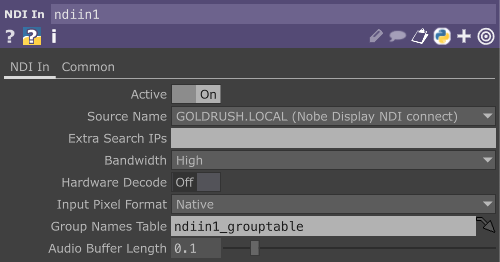 NDI In ndiin1
? ? i
NDI In Common
Active On
Source Name GOLDRUSH.LOCAL (Nobe Display NDI connect)
Extra Search IPs
Bandwidth High
Hardware Decode Off
Input Pixel Format Native
Group Names Table ndiin1_grouptable
Audio Buffer Length 0.1